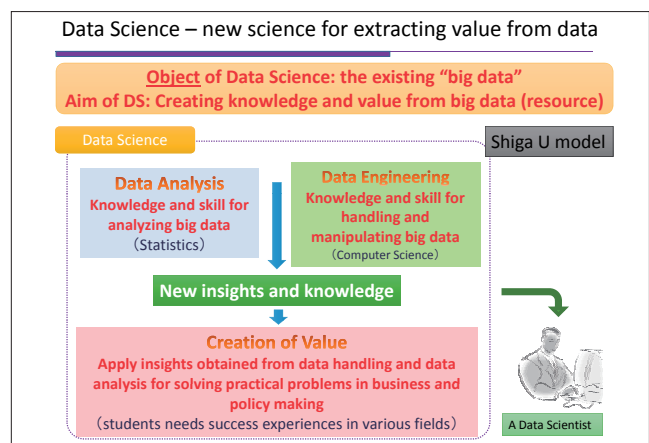 Data Science – new science for extracting value from data
Object of Data Science: the existing “big data”
Aim of DS: Creating knowledge and value from big data (resource)
Data Science
Shiga U model
Data Analysis
Knowledge and skill for
analyzing big data
（Statistics）
Data Engineering
Knowledge and skill for
handling and
manipulating big data
（Computer Science）
New insights and knowledge
Creation of Value
Apply insights obtained from data handling and data
analysis for solving practical problems in business and
policy making
（students needs success experiences in various fields）
A Data Scientist